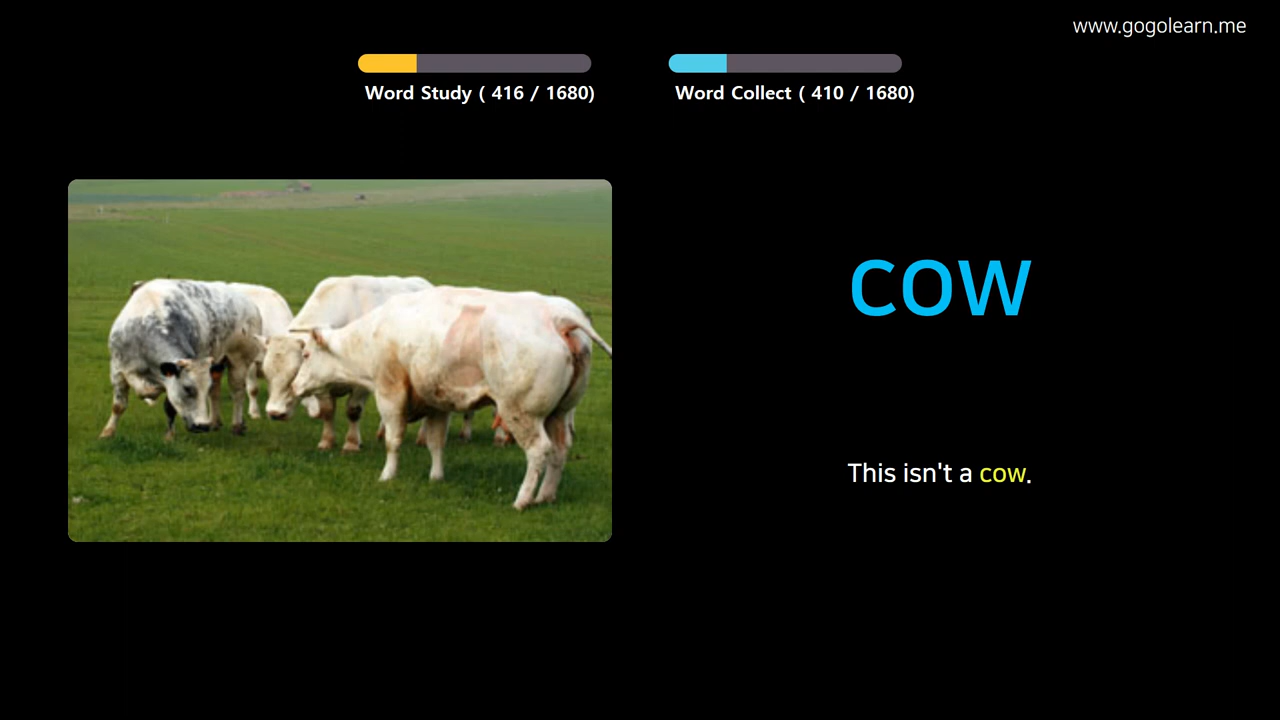 www.gogolearn.me
Word Study ( 416 / 1680)
Word Collect ( 410 / 1680)
cow
This isn't a cow.